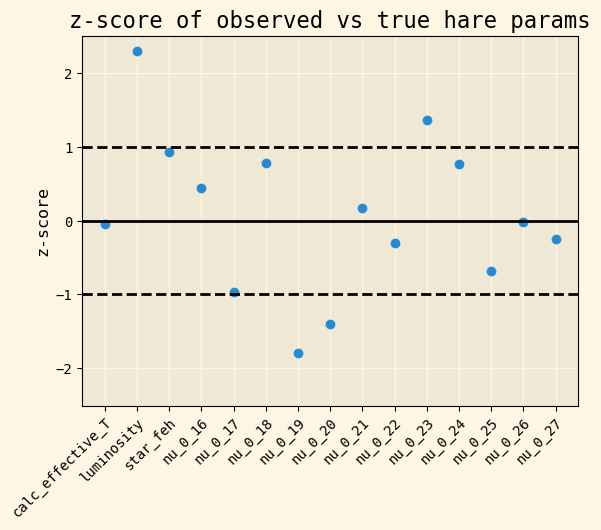 z-score of observed vs true hare params
z-score
2
1
0
−1
−2
calc_effective_T
luminosity
star_feh
nu_0_16
nu_0_17
nu_0_18
nu_0_19
nu_0_20
nu_0_21
nu_0_22
nu_0_23
nu_0_24
nu_0_25
nu_0_26
nu_0_27